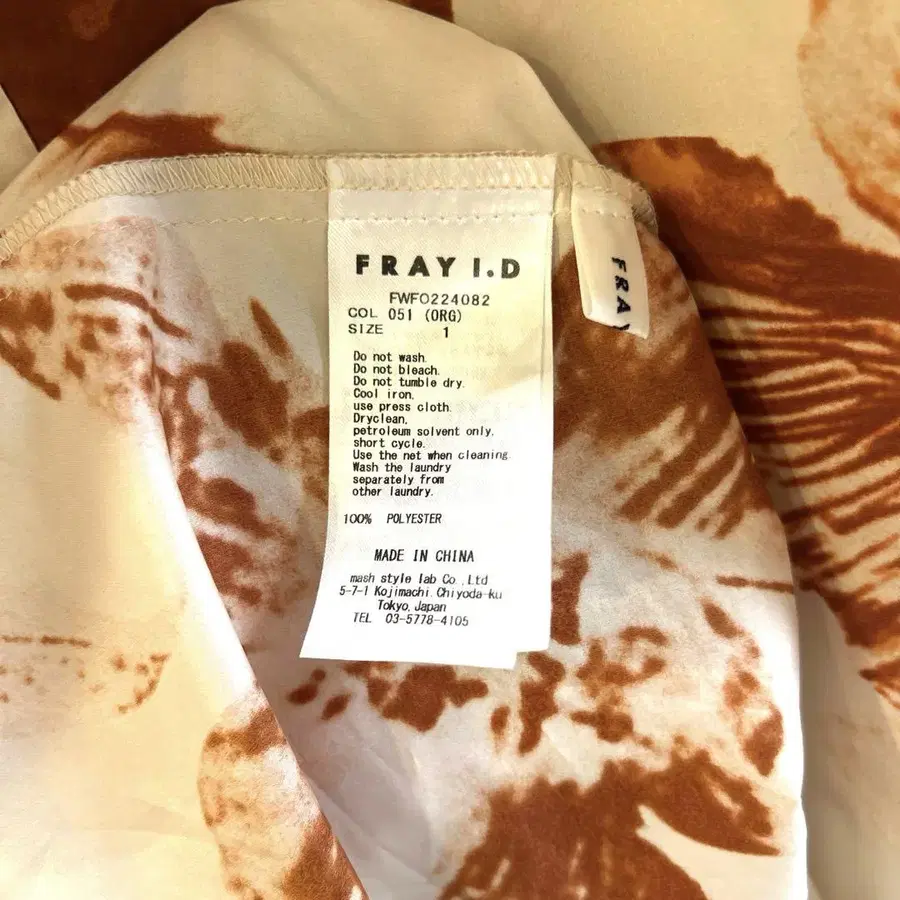 FRAY I.D
FWFO224082
COL 051 (ORG)
SIZE 1
Do not wash.
Do not bleach.
Do not tumble dry.
Cool iron.
use press cloth.
Dryclean,
petroleum solvent only,
short cycle.
Use the net when cleaning
Wash the laundry
separately from
other laundry.
100% POLYESTER
MADE IN CHINA
mash style lab Co., Ltd.
5-7-1 Kojimachi. Chiyoda-ku
Tokyo, Japan
TEL 03-5778-4105
FRAY